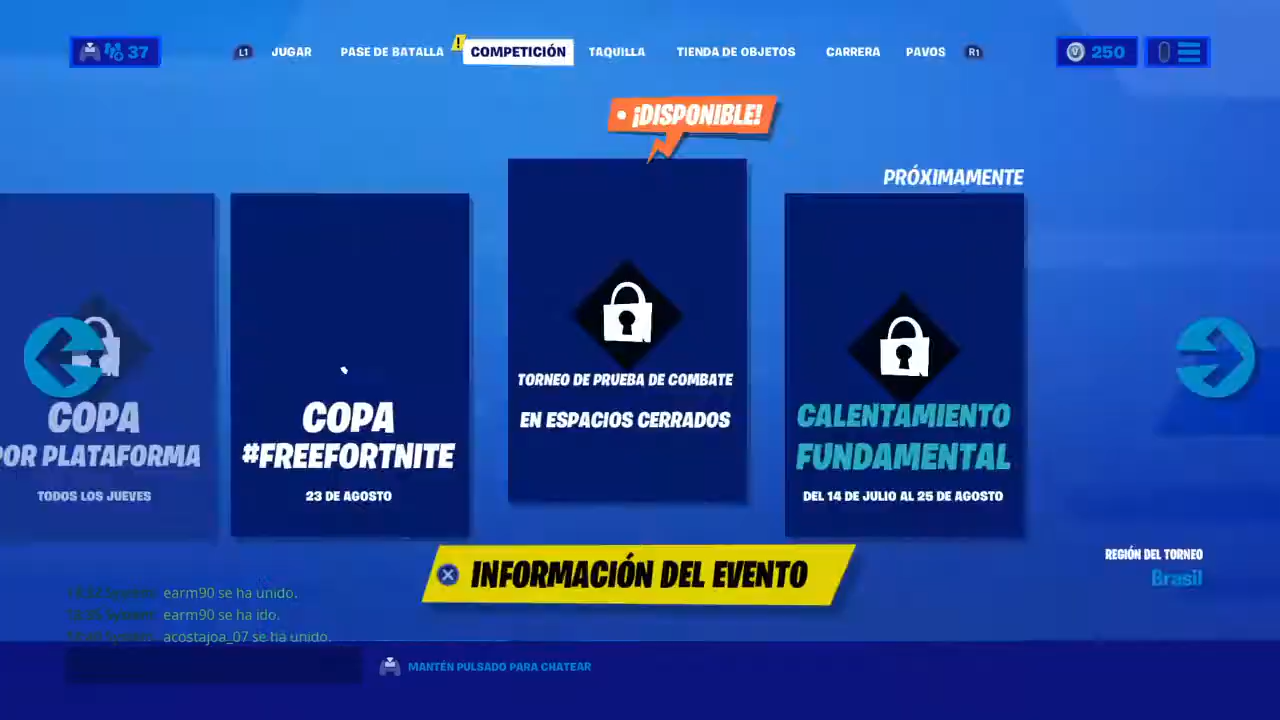 37
L1
JUGAR
PASE DE BATALLA
!
COMPETICIÓN
TAQUILLA
TIENDA DE OBJETOS
CARRERA
PAVOS
R1
V 250
¡DISPONIBLE!
PRÓXIMAMENTE
COPA
POR PLATAFORMA
TODOS LOS JUEVES
COPA
#FREEFORTNITE
23 DE AGOSTO
TORNEO DE PRUEBA DE COMBATE
EN ESPACIOS CERRADOS
CALENTAMIENTO
FUNDAMENTAL
DEL 14 DE JULIO AL 25 DE AGOSTO
INFORMACIÓN DEL EVENTO
REGIÓN DEL TORNEO
Brasil
earm90 se ha unido.
earm90 se ha ido.
acostajoa_07 se ha unido.
MANTÉN PULSADO PARA CHATEAR